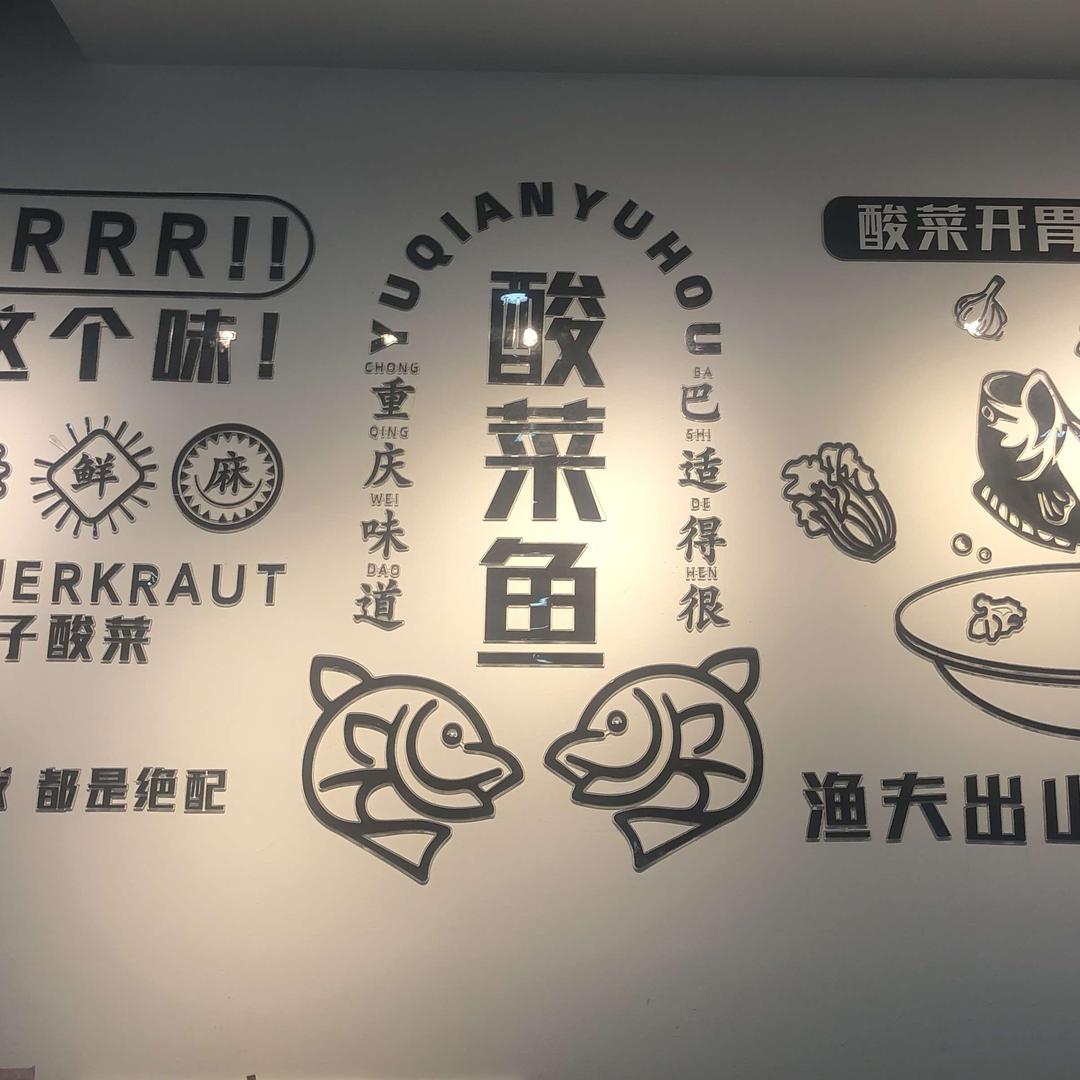 RRR!!
这个味!
鲜
麻
UERKRAUT
子酸菜
都是绝配
YUQIANYUHOU
酸菜鱼
CHONG
重
QING
庆
WEI
味
DAO
道
BA
巴
SHI
适
DE
得
HEN
很
酸菜开胃
渔夫出山